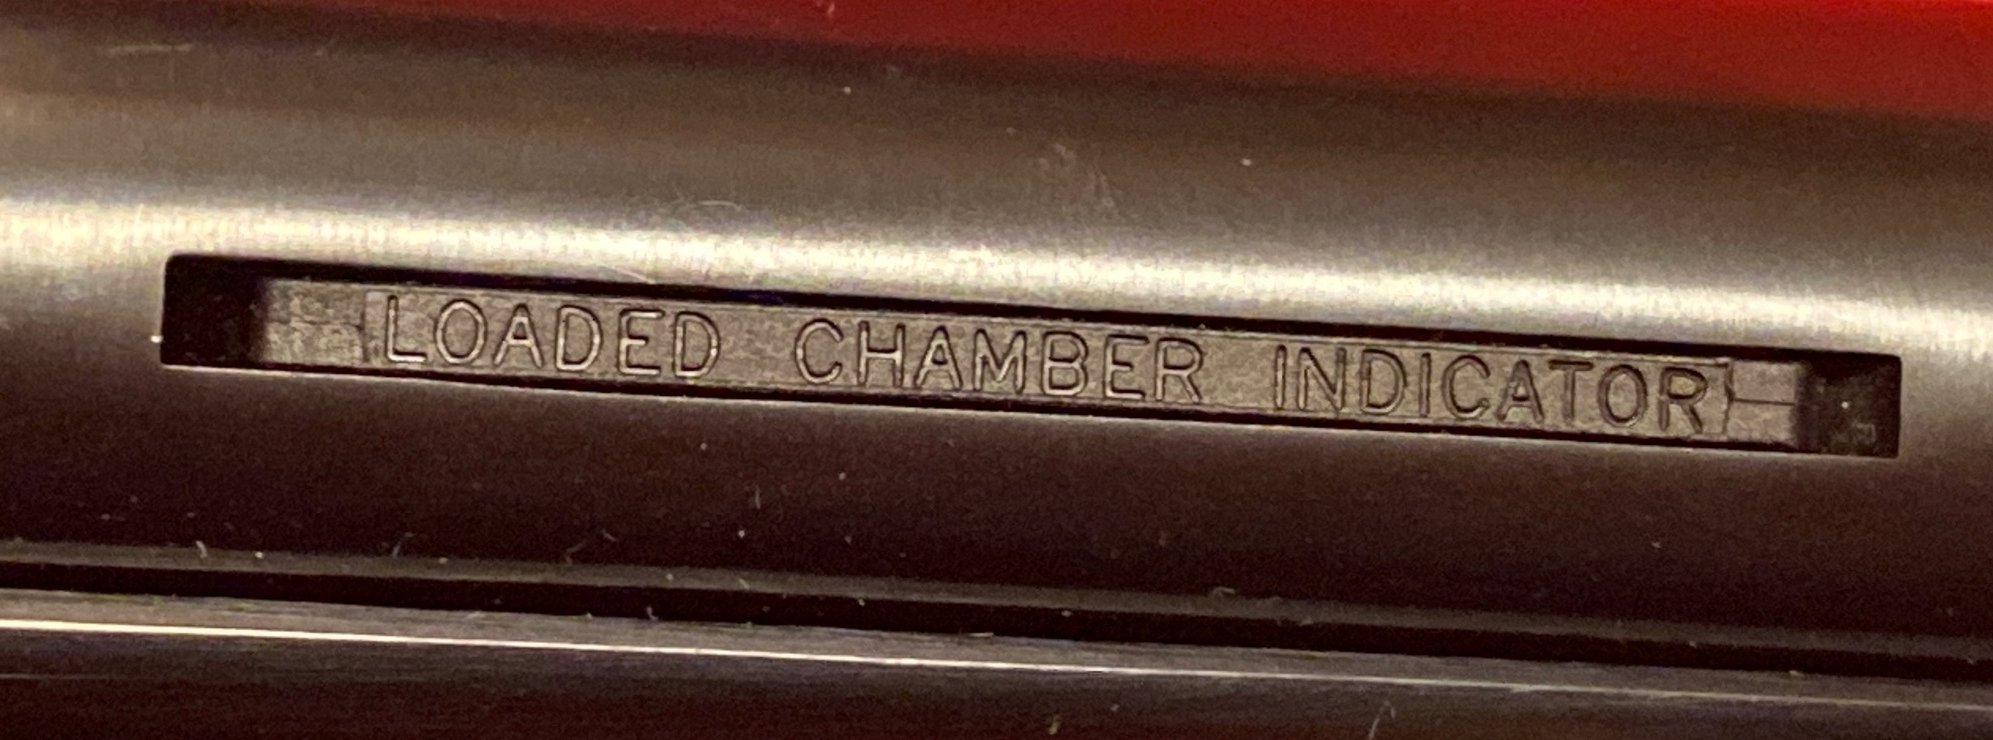 LOADED CHAMBER INDICATOR